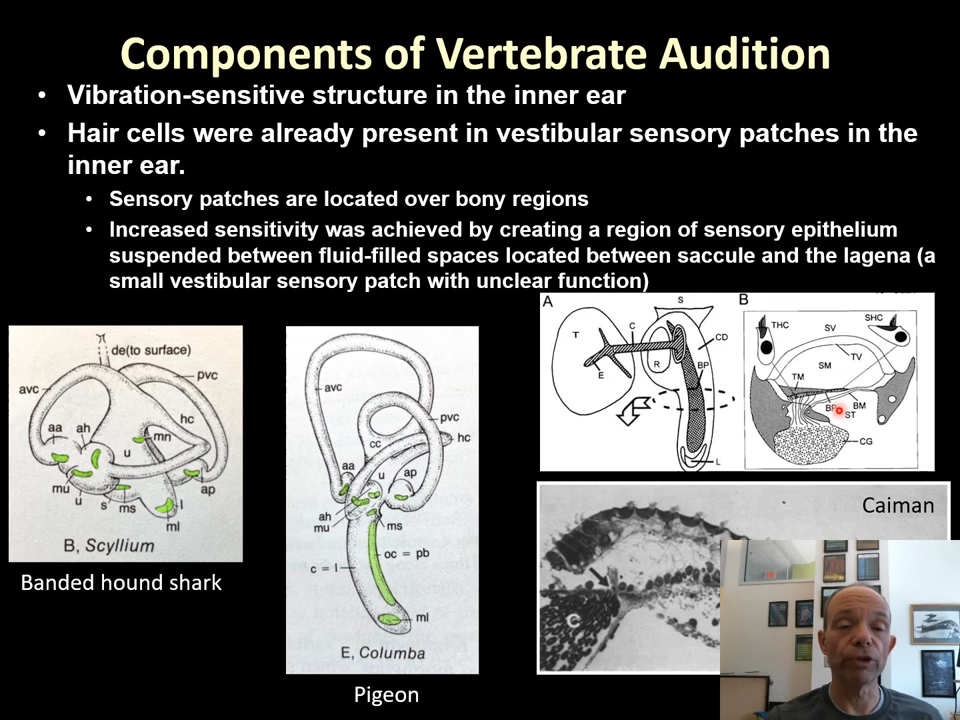 Components of Vertebrate Audition
• Vibration-sensitive structure in the inner ear
• Hair cells were already present in vestibular sensory patches in the
inner ear.
• Sensory patches are located over bony regions
• Increased sensitivity was achieved by creating a region of sensory epithelium
suspended between fluid-filled spaces located between saccule and the lagena (a
small vestibular sensory patch with unclear function)
de(to surface)
avc
pvc
hc
aa
ah
mn
u
mu
u
s
ms
l
ml
ap
B, Scyllium
Banded hound shark
avc
pvc
cc
hc
aa
u
ap
ah
mu
ms
oc = pb
c = l
ml
E, Columba
Pigeon
A
S
T
C
CD
E
R
BP
L
B
THC
SHC
SV
TV
SM
TM
BP
BM
ST
CG
Caiman
C